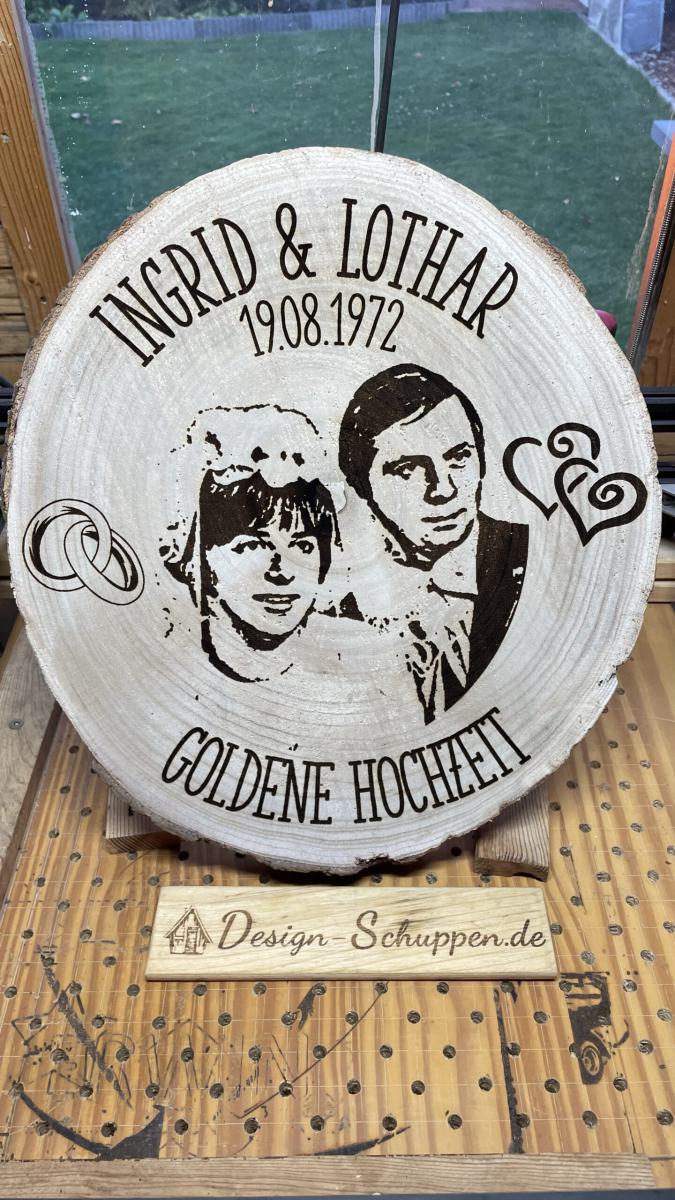 INGRID & LOTHAR
19.08.1972
GOLDENE HOCHZEIT
Design-Schuppen.de